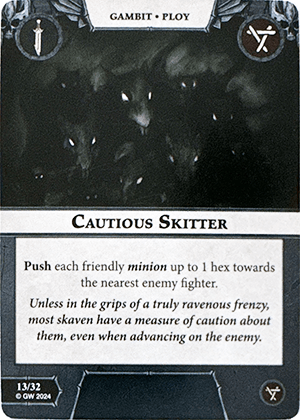 GAMBIT • PLOY
CAUTIOUS SKITTER
Push each friendly minion up to 1 hex towards
the nearest enemy fighter.
Unless in the grips of a truly ravenous frenzy,
most skaven have a measure of caution about
them, even when advancing on the enemy.
13/32
© GW 2024